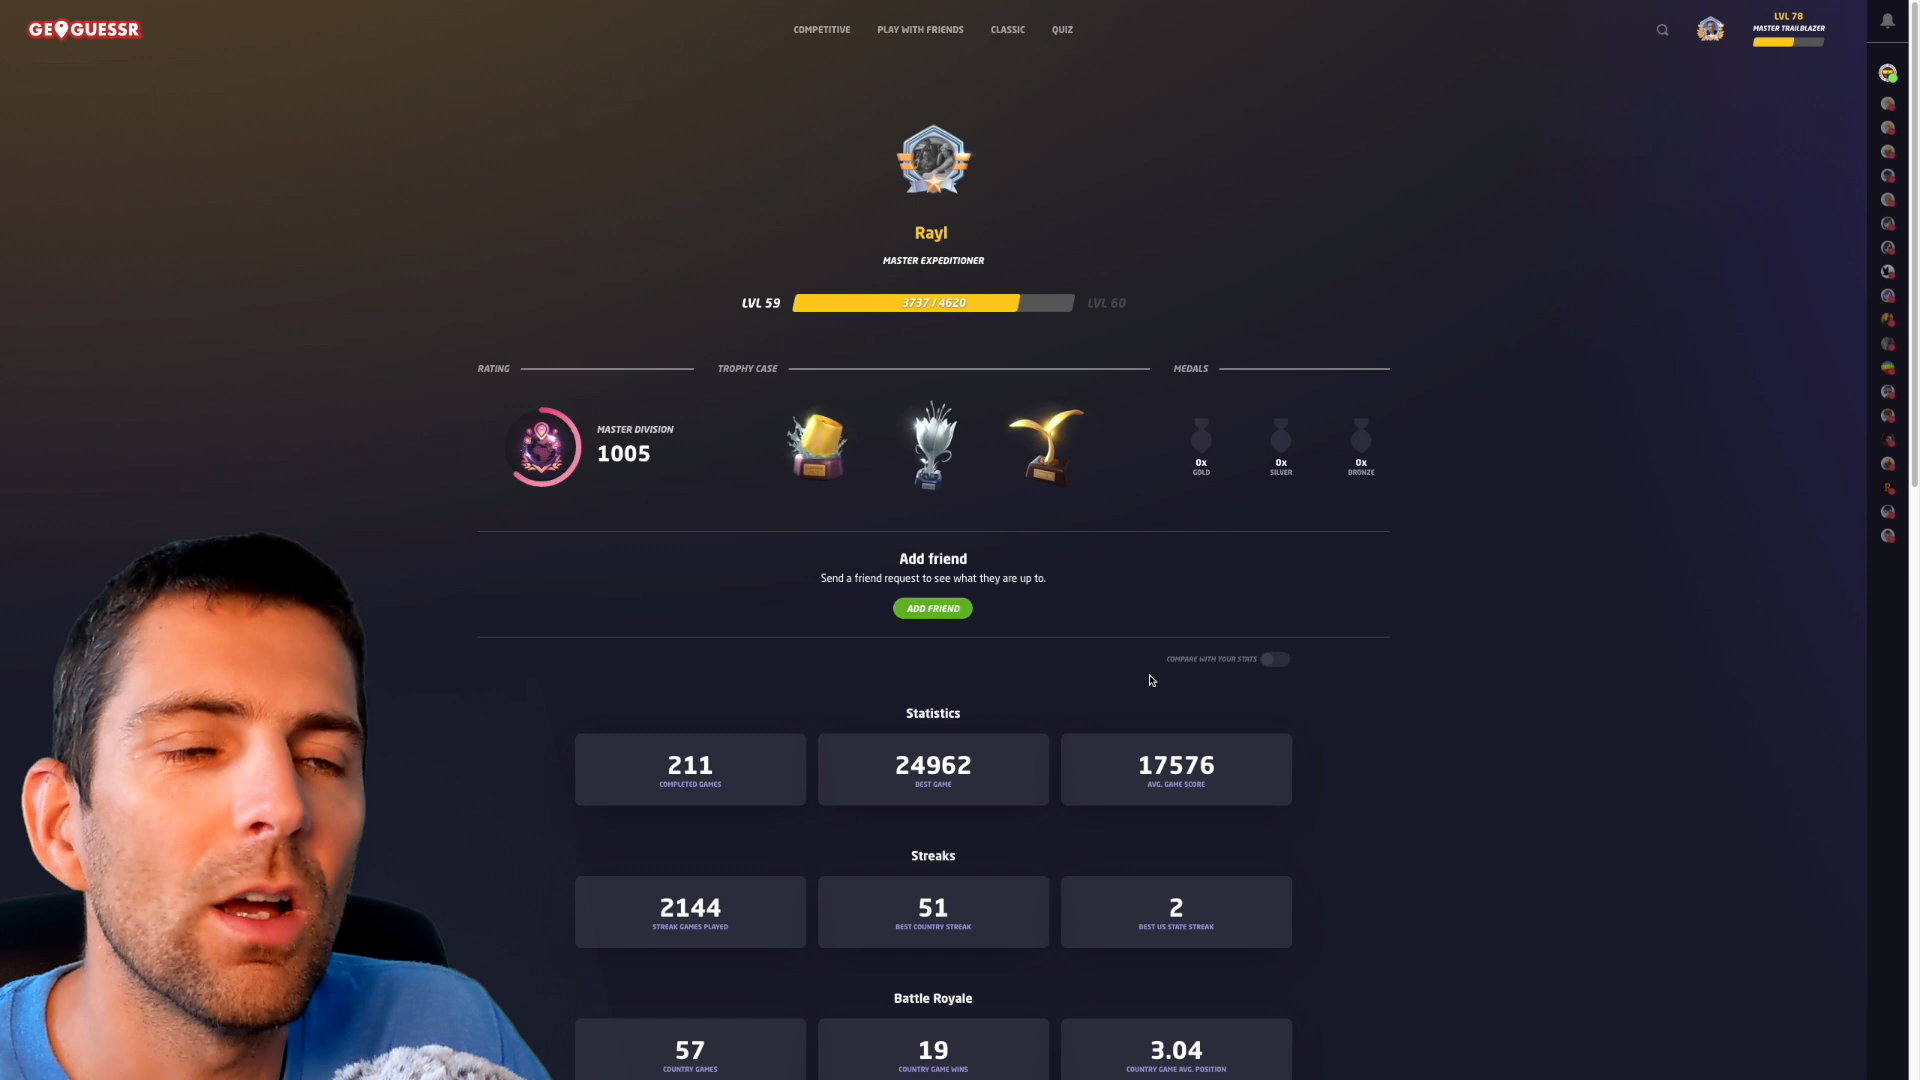 GEOGUESSR
COMPETITIVE PLAY WITH FRIENDS CLASSIC QUIZ
LVL 78
MASTER TRAILBLAZER
Rayl
MASTER EXPEDITIONER
LVL 59 3737 / 4620 LVL 60
RATING TROPHY CASE MEDALS
MASTER DIVISION
1005
0x 0x 0x
GOLD SILVER BRONZE
Add friend
Send a friend request to see what they are up to.
ADD FRIEND
COMPARE WITH YOUR STATS
Statistics
211 24962 17576
COMPLETED GAMES BEST GAME AVG. GAME SCORE
Streaks
2144 51 2
STREAK GAMES PLAYED BEST COUNTRY STREAK BEST US STATE STREAK
Battle Royale
57 19 3.04
COUNTRY GAMES COUNTRY GAME WINS COUNTRY GAME AVG. POSITION